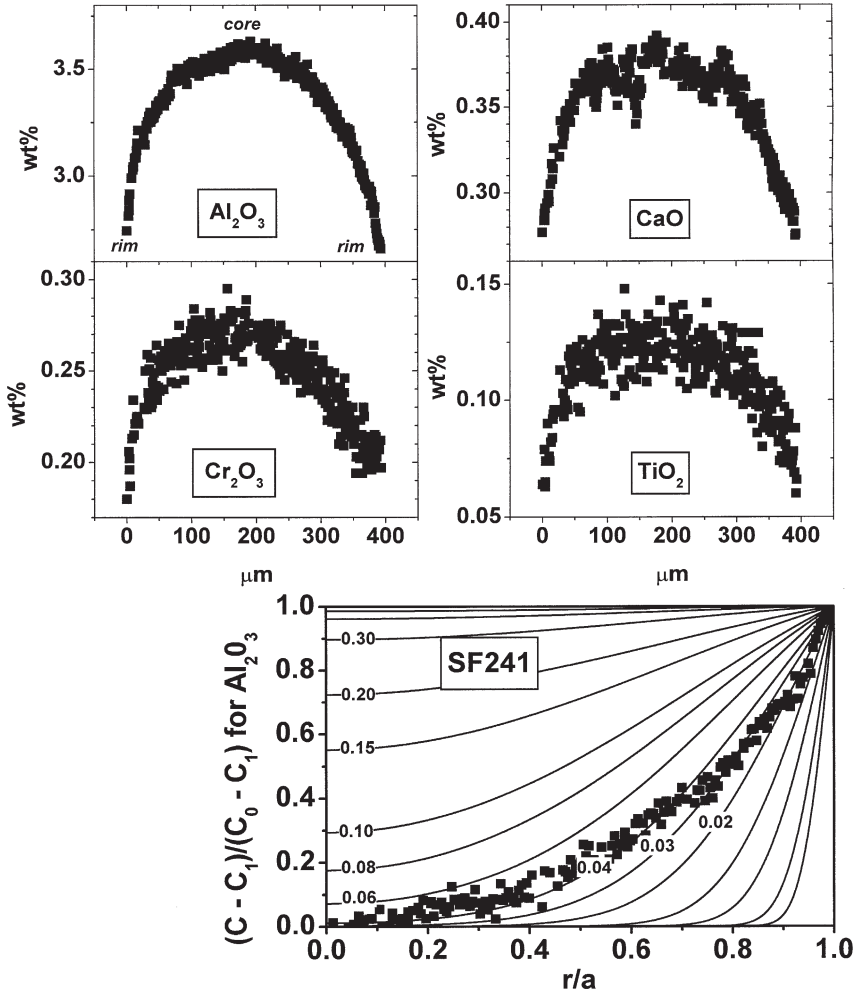 core
3.5
3.0
wt%
Al₂O₃
rim
rim
0.40
0.35
0.30
wt%
CaO
0.30
0.25
0.20
wt%
Cr₂O₃
0 100 200 300 400
μm
0.15
0.10
0.05
wt%
TiO₂
0 100 200 300 400
μm
(C - C₁)/(C₀ - C₁) for Al₂0₃
1.0
0.8
0.6
0.4
0.2
0.0
SF241
0.30
0.20
0.15
0.10
0.08
0.06
0.04
0.03
0.02
0.0 0.2 0.4 0.6 0.8 1.0
r/a